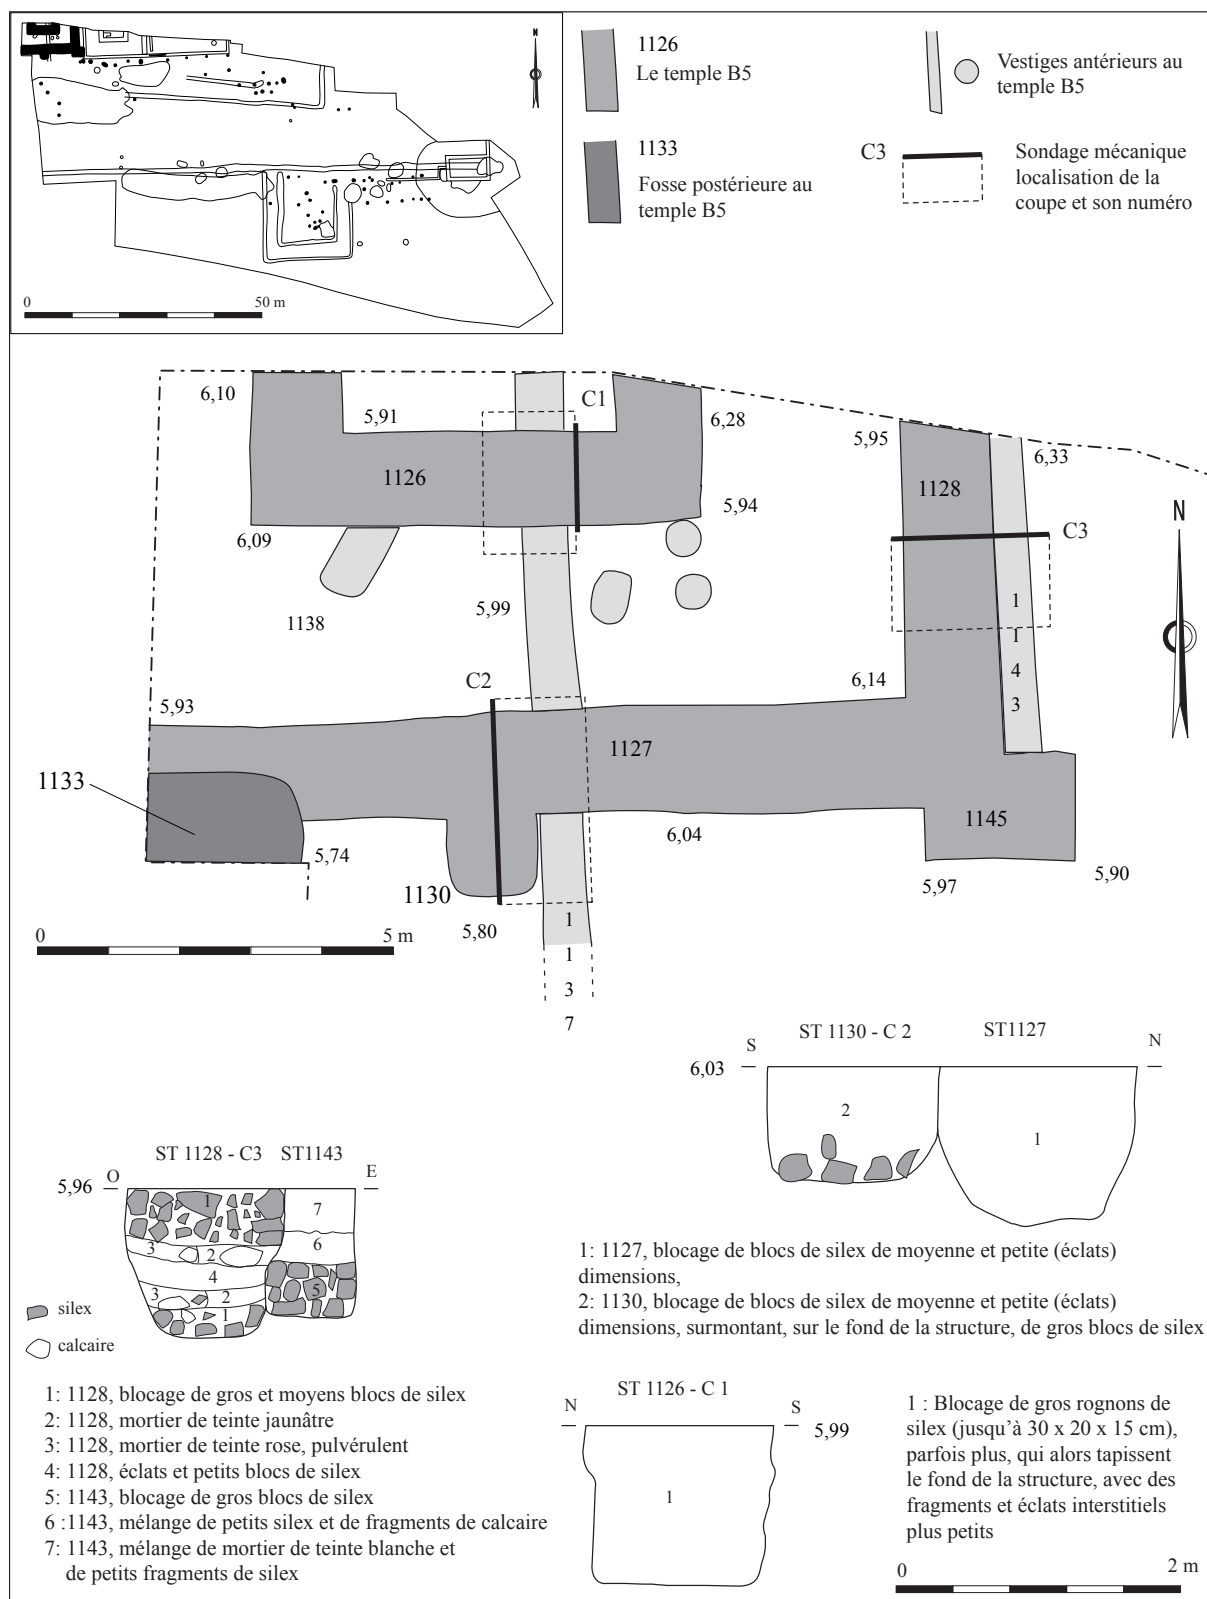 0
50 m
1126
Le temple B5
1133
Fosse postérieure au
temple B5
Vestiges antérieurs au
temple B5
C3
Sondage mécanique
localisation de la
coupe et son numéro
6,10
5,91
C1
6,28
5,95
6,33
1126
1128
5,94
C3
6,09
1138
5,99
N
1
1
4
3
C2
6,14
5,93
1127
1133
1145
5,74
6,04
1130
5,97
5,90
5,80
0
5 m
1
1
3
7
ST 1130 - C 2
ST1127
S
N
6,03
2
1
1: 1127, blocage de blocs de silex de moyenne et petite (éclats)
dimensions,
2: 1130, blocage de blocs de silex de moyenne et petite (éclats)
dimensions, surmontant, sur le fond de la structure, de gros blocs de silex
ST 1128 - C3
ST1143
O
E
5,96
1
7
3
2
6
4
3
2
5
1
silex
calcaire
1: 1128, blocage de gros et moyens blocs de silex
2: 1128, mortier de teinte jaunâtre
3: 1128, mortier de teinte rose, pulvérulent
4: 1128, éclats et petits blocs de silex
5: 1143, blocage de gros blocs de silex
6 :1143, mélange de petits silex et de fragments de calcaire
7: 1143, mélange de mortier de teinte blanche et
de petits fragments de silex
ST 1126 - C 1
N
S
5,99
1
1 : Blocage de gros rognons de
silex (jusqu'à 30 x 20 x 15 cm),
parfois plus, qui alors tapissent
le fond de la structure, avec des
fragments et éclats interstitiels
plus petits
0
2 m